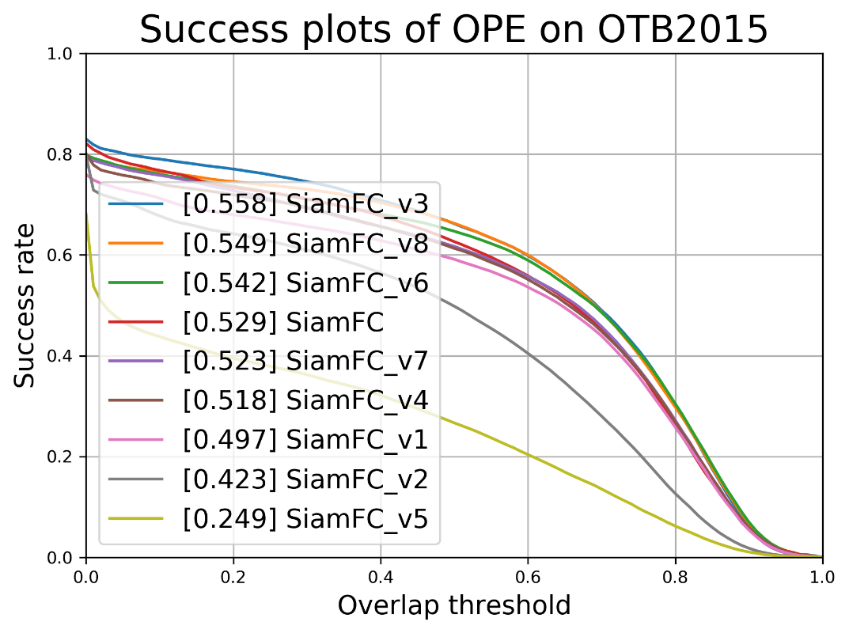 Success plots of OPE on OTB2015
1.0
0.8
0.6
0.4
0.2
0.0
Success rate
[0.558] SiamFC_v3
[0.549] SiamFC_v8
[0.542] SiamFC_v6
[0.529] SiamFC
[0.523] SiamFC_v7
[0.518] SiamFC_v4
[0.497] SiamFC_v1
[0.423] SiamFC_v2
[0.249] SiamFC_v5
0.0 0.2 0.4 0.6 0.8 1.0
Overlap threshold